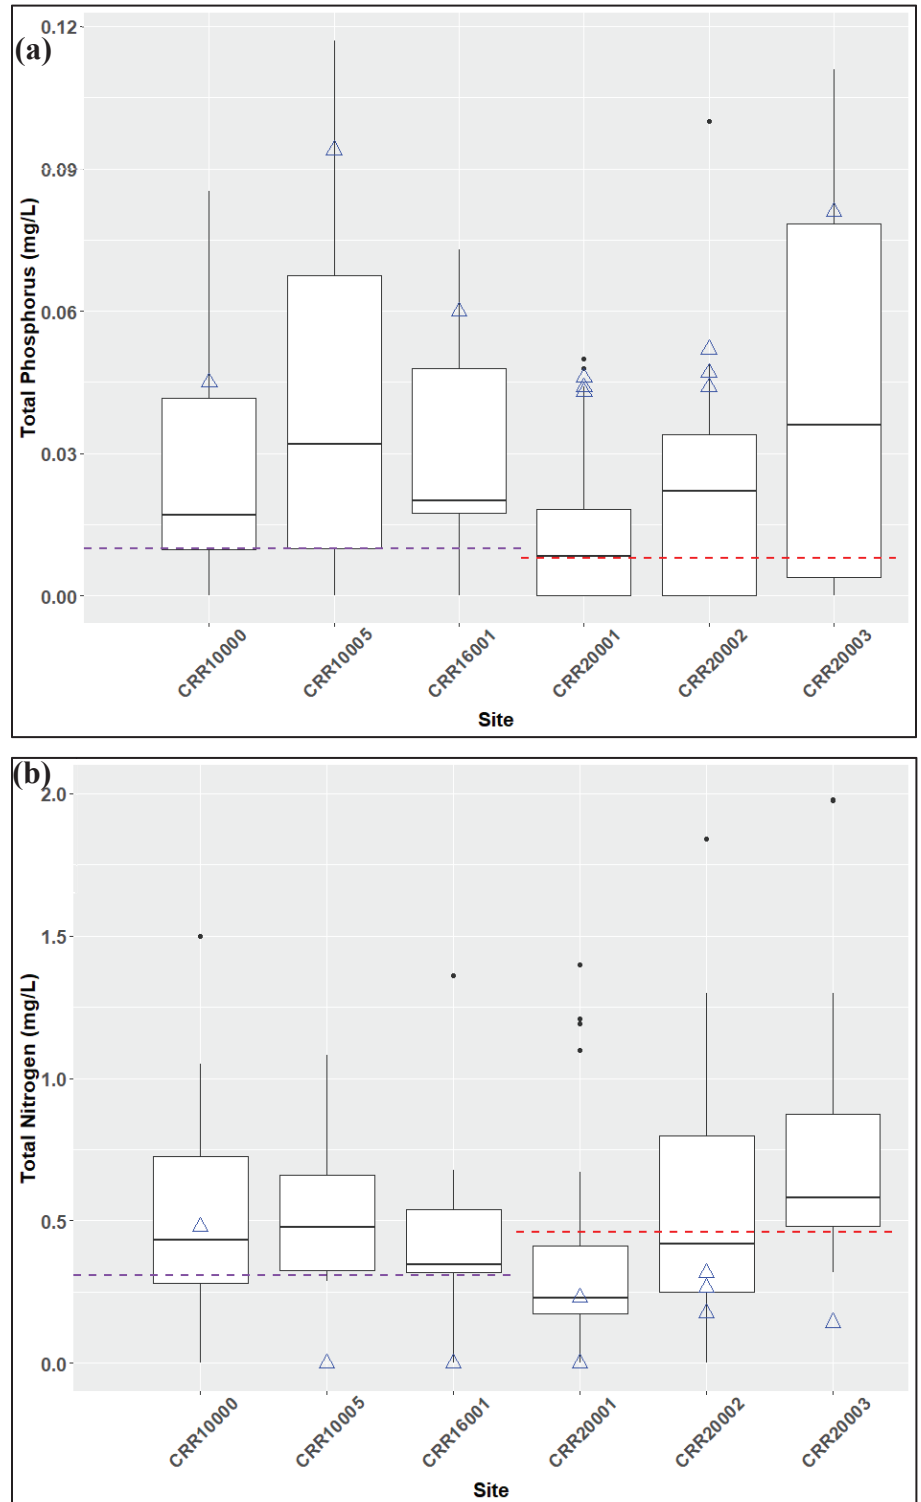 (a)
Total Phosphorus (mg/L)
0.12
0.09
0.06
0.03
0.00
CRR10000
CRR10005
CRR16001
CRR20001
CRR20002
CRR20003
Site
(b)
Total Nitrogen (mg/L)
2.0
1.5
1.0
0.5
0.0
CRR10000
CRR10005
CRR16001
CRR20001
CRR20002
CRR20003
Site